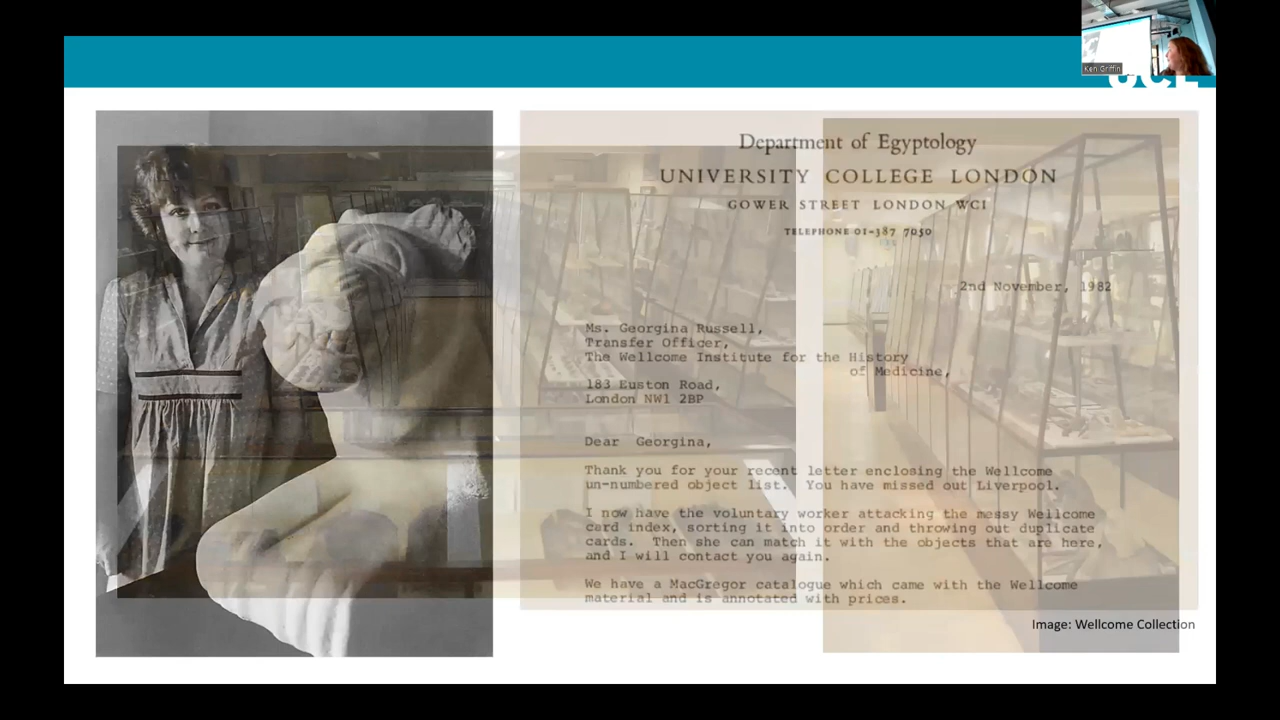 Ken Griffin
UCL
Department of Egyptology
UNIVERSITY COLLEGE LONDON
GOWER STREET LONDON WC1
TELEPHONE 01-387 7050
2nd November, 1982
Ms. Georgina Russell,
Transfer Officer,
The Wellcome Institute for the History
of Medicine,
183 Euston Road,
London NW1 2BP
Dear Georgina,
Thank you for your recent letter enclosing the Wellcome
un-numbered object list. You have missed out Liverpool.
I now have the voluntary worker attacking the messy Wellcome
card index, sorting it into order and throwing out duplicate
cards. Then she can match it with the objects that are here,
and I will contact you again.
We have a MacGregor catalogue which came with the Wellcome
material and is annotated with prices.
Image: Wellcome Collection